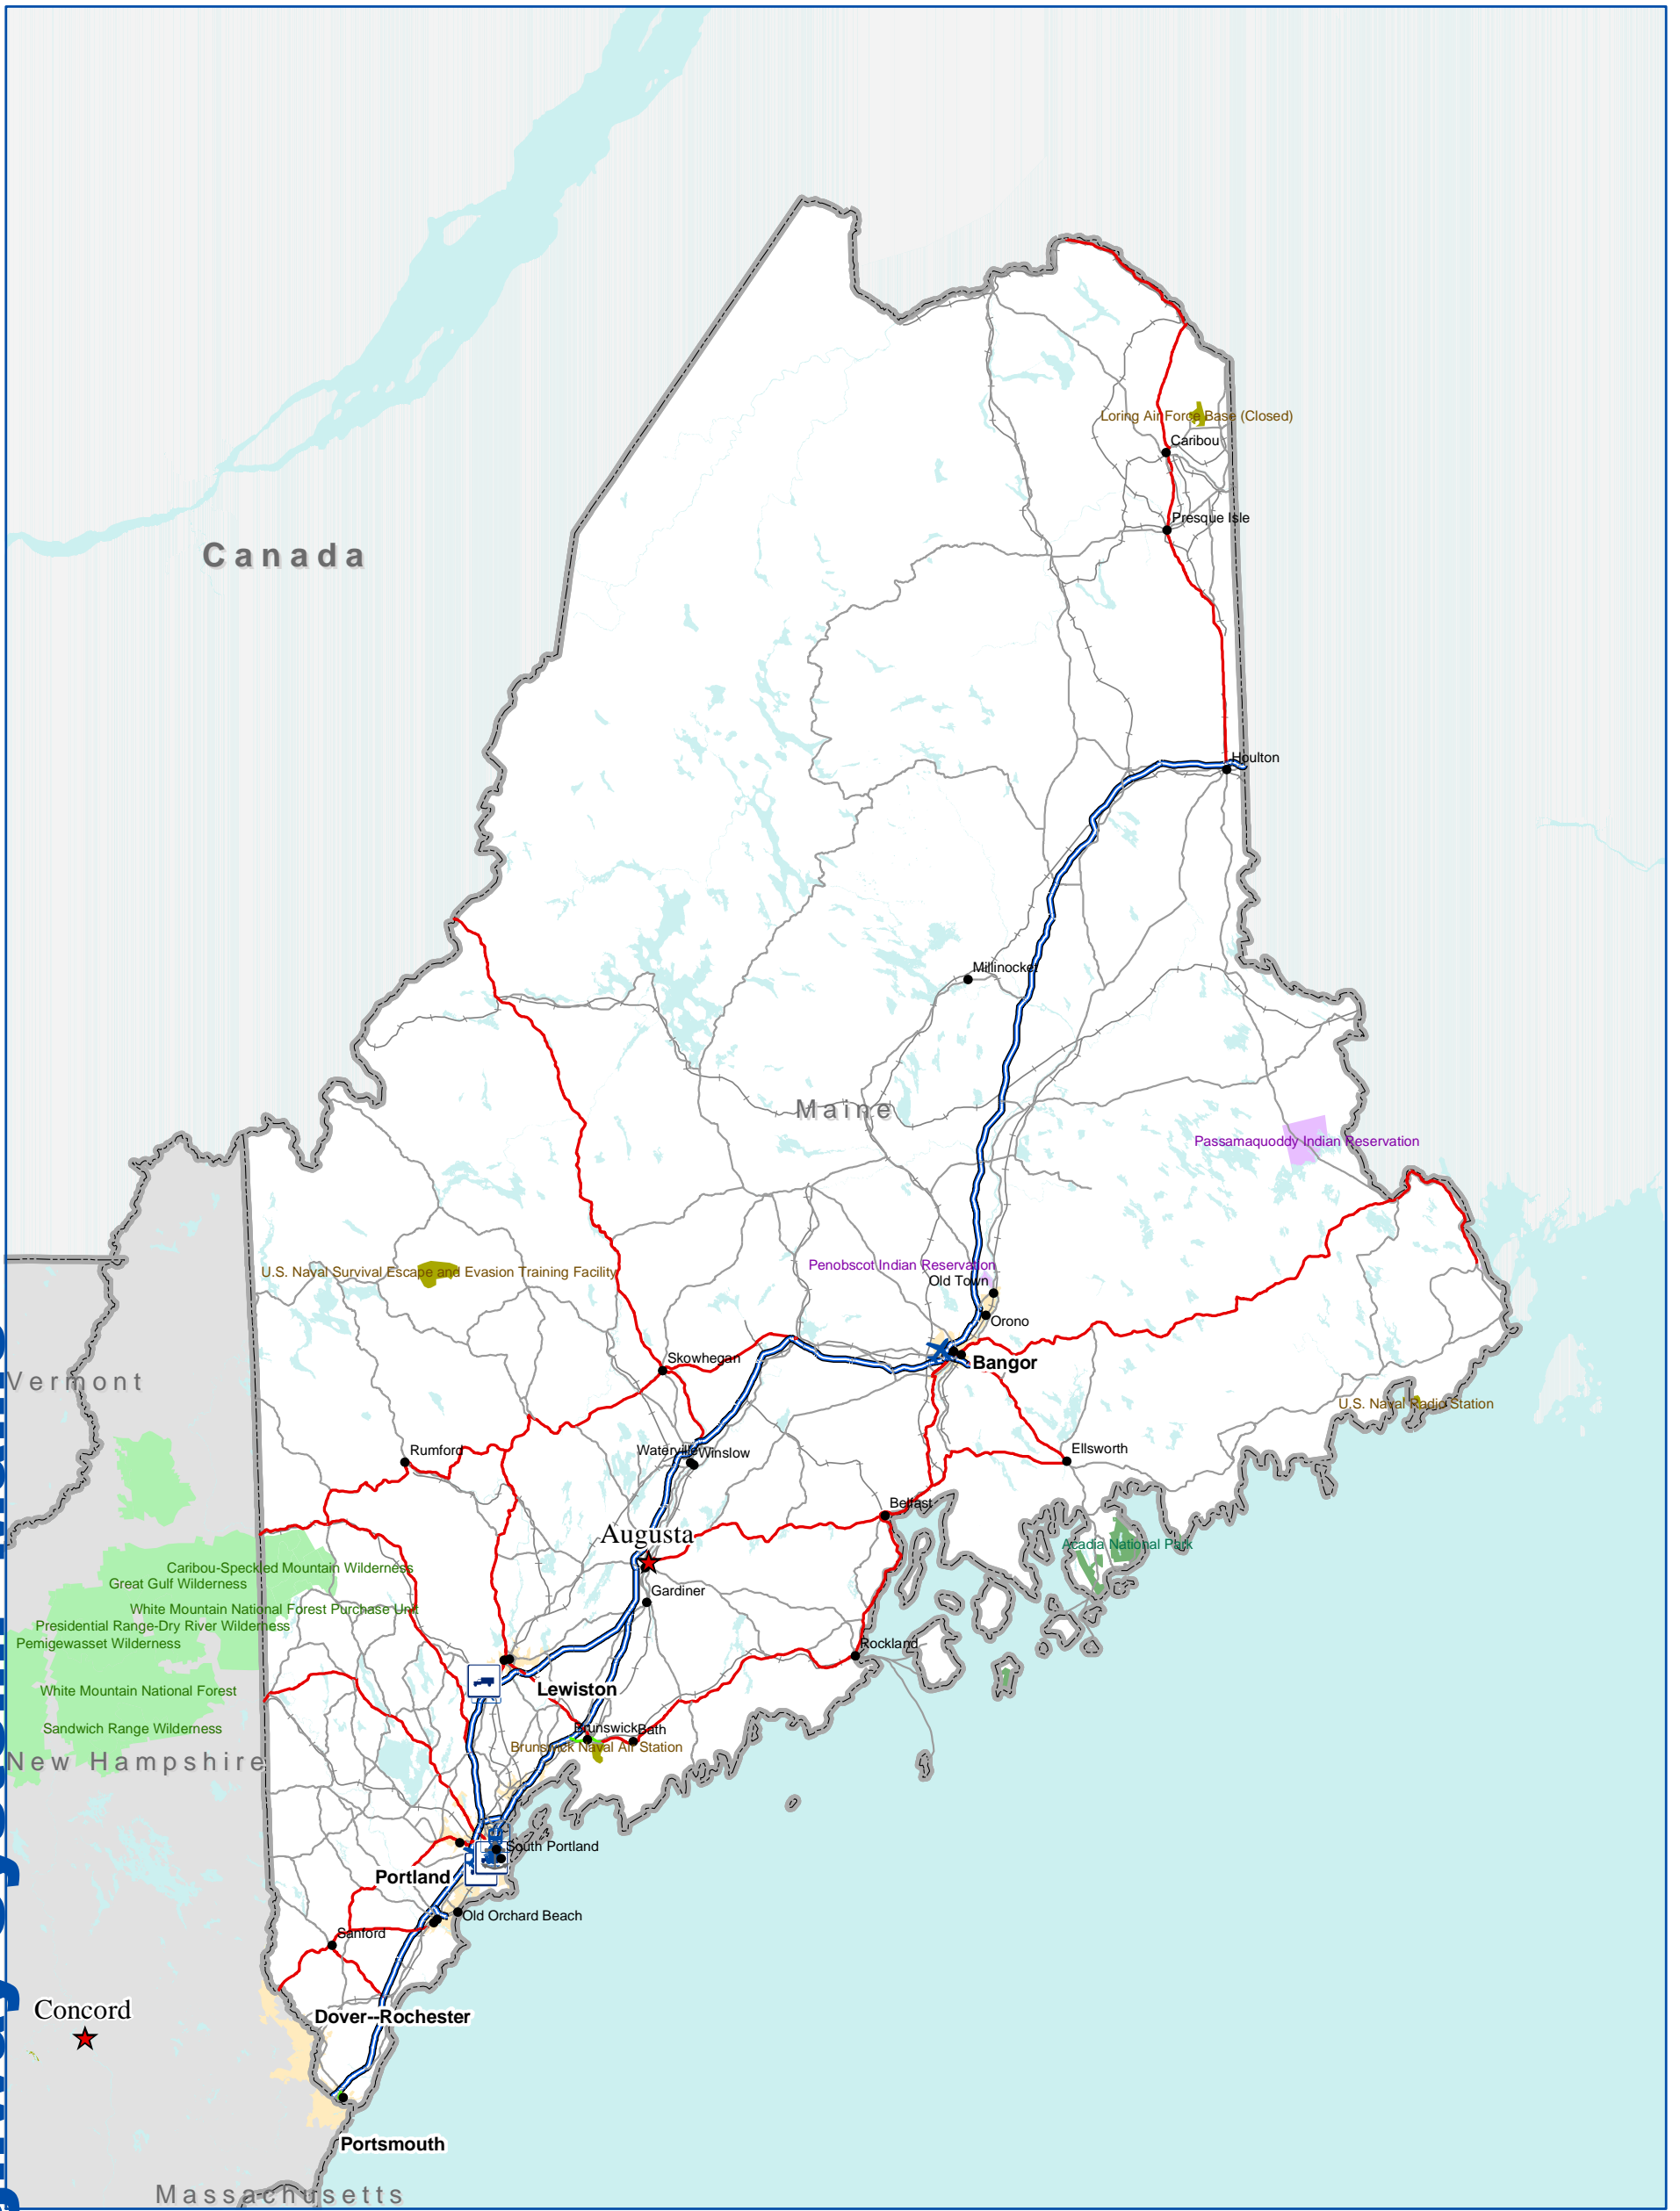 Canada
Loring Air Force Base (Closed)
Caribou
Presque Isle
Houlton
Millinocket
Maine
Passamaquoddy Indian Reservation
Penobscot Indian Reservation
Old Town
U.S. Naval Survival Escape and Evasion Training Facility
Orono
Skowhegan
Bangor
Vermont
U.S. Naval Radio Station
Rumford
Waterville
Winslow
Ellsworth
Belfast
Augusta
Acadia National Park
Caribou-Speckled Mountain Wilderness
Great Gulf Wilderness
Gardiner
White Mountain National Forest Purchase Unit
Presidential Range-Dry River Wilderness
Pemigewasset Wilderness
Rockland
White Mountain National Forest
Lewiston
Sandwich Range Wilderness
Brunswick
Bath
Brunswick Naval Air Station
New Hampshire
South Portland
Portland
Old Orchard Beach
Sanford
Concord
Dover--Rochester
Portsmouth
Massachusetts